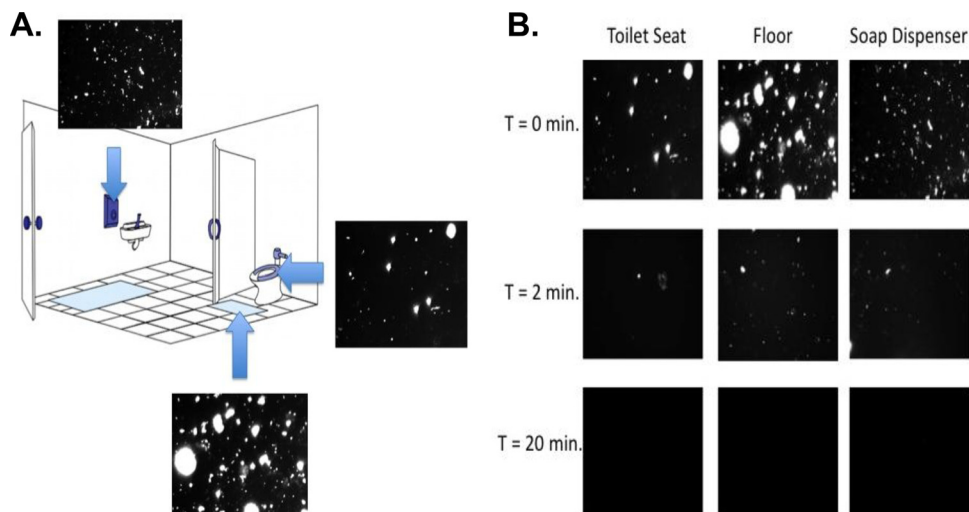 A.
B.
Toilet Seat Floor Soap Dispenser
T = 0 min.
T = 2 min.
T = 20 min.